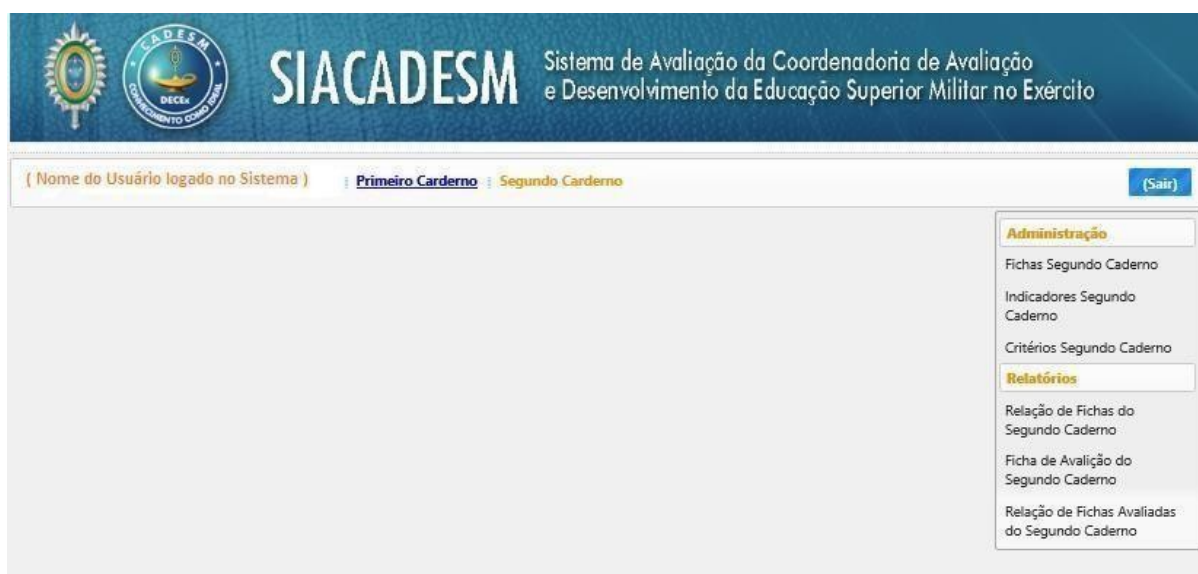 CADESM
DECEx
CONHECIMENTO COMO IDEAL
SIACADESM
Sistema de Avaliação da Coordenadoria de Avaliação
e Desenvolvimento da Educação Superior Militar no Exército
( Nome do Usuário logado no Sistema )
Primeiro Carderno
Segundo Carderno
(Sair)
Administração
Fichas Segundo Caderno
Indicadores Segundo
Caderno
Critérios Segundo Caderno
Relatórios
Relação de Fichas do
Segundo Caderno
Ficha de Avalição do
Segundo Caderno
Relação de Fichas Avaliadas
do Segundo Caderno